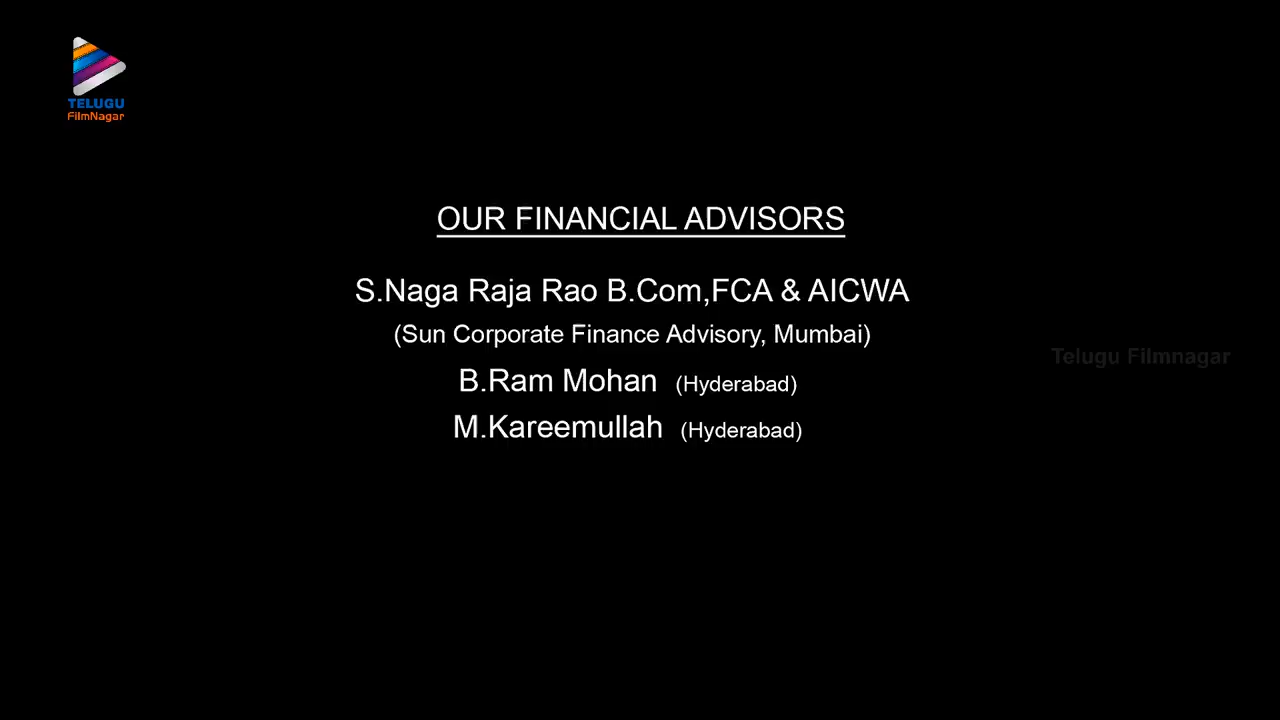 TELUGU
FilmNagar
OUR FINANCIAL ADVISORS
S.Naga Raja Rao B.Com,FCA & AICWA
(Sun Corporate Finance Advisory, Mumbai)
Telugu Filmnagar
B.Ram Mohan (Hyderabad)
M.Kareemullah (Hyderabad)